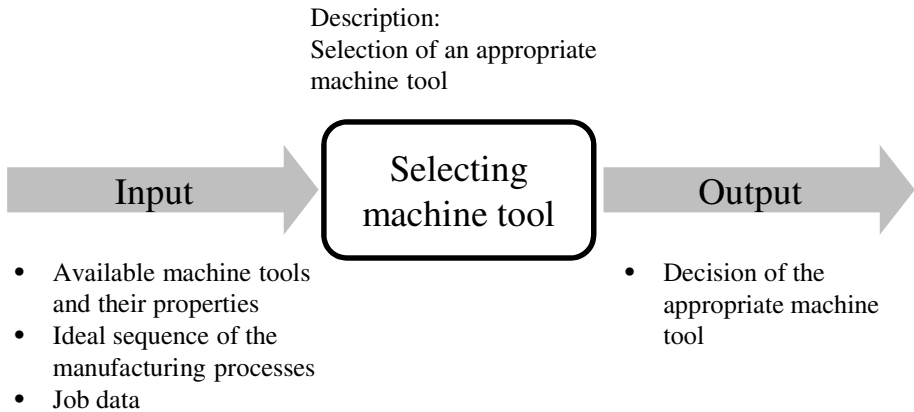 Description:
Selection of an appropriate
machine tool
Input
Selecting
machine tool
Output
• Available machine tools
and their properties
• Ideal sequence of the
manufacturing processes
• Job data
• Decision of the
appropriate machine
tool